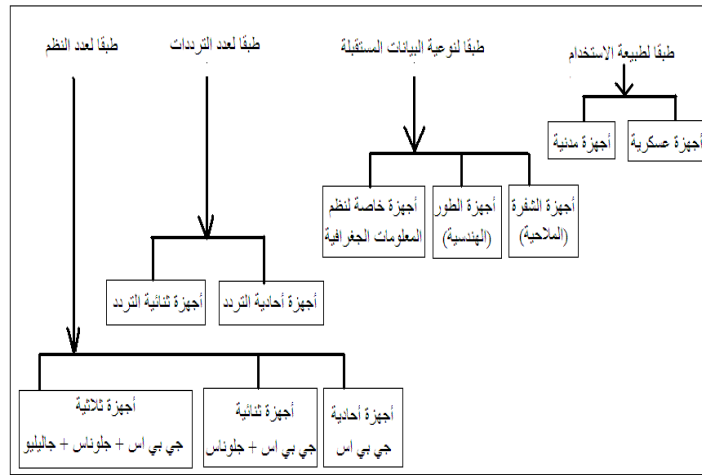 طبقا لطبيعة الاستخدام
طبقا لنوعية البيانات المستقبلة
طبقا لعدد الترددات
طبقا لعدد النظم
أجهزة عسكرية
أجهزة مدنية
أجهزة الشفرة
(الملاحية)
أجهزة الطور
(الهندسية)
أجهزة خاصة لنظم
المعلومات الجغرافية
أجهزة أحادية التردد
أجهزة ثنائية التردد
أجهزة أحادية
جي بي اس
أجهزة ثنائية
جي بي اس + جلوناس
أجهزة ثلاثية
جي بي اس + جلوناس + جاليليو